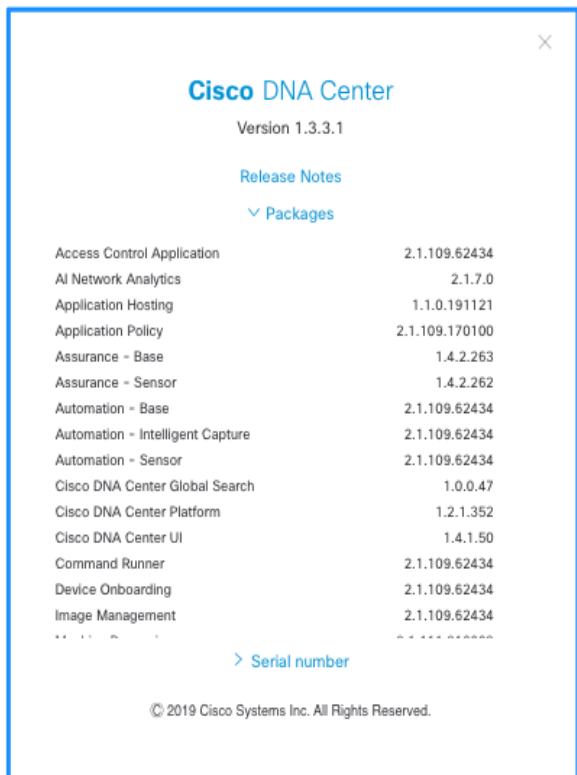 Cisco DNA Center
Version 1.3.3.1
Release Notes
Packages
Access Control Application 2.1.109.62434
AI Network Analytics 2.1.7.0
Application Hosting 1.1.0.191121
Application Policy 2.1.109.170100
Assurance - Base 1.4.2.263
Assurance - Sensor 1.4.2.262
Automation - Base 2.1.109.62434
Automation - Intelligent Capture 2.1.109.62434
Automation - Sensor 2.1.109.62434
Cisco DNA Center Global Search 1.0.0.47
Cisco DNA Center Platform 1.2.1.352
Cisco DNA Center UI 1.4.1.50
Command Runner 2.1.109.62434
Device Onboarding 2.1.109.62434
Image Management 2.1.109.62434
Serial number
© 2019 Cisco Systems Inc. All Rights Reserved.